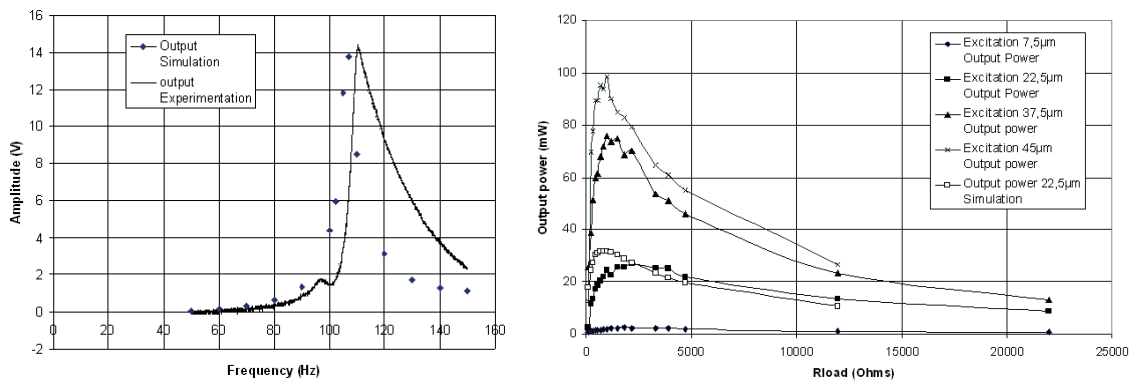 16
14
12
10
8
6
4
2
0
-2
Amplitude (V)
Output
Simulation
output
Experimentation
0 20 40 60 80 100 120 140 160
Frequency (Hz)
120
100
80
60
40
20
0
Output power (mW)
Excitation 7,5µm
Output Power
Excitation 22,5µm
Output Power
Excitation 37,5µm
Output power
Excitation 45µm
Output power
Output power 22,5µm
Simulation
0 5000 10000 15000 20000 25000
Rload (Ohms)